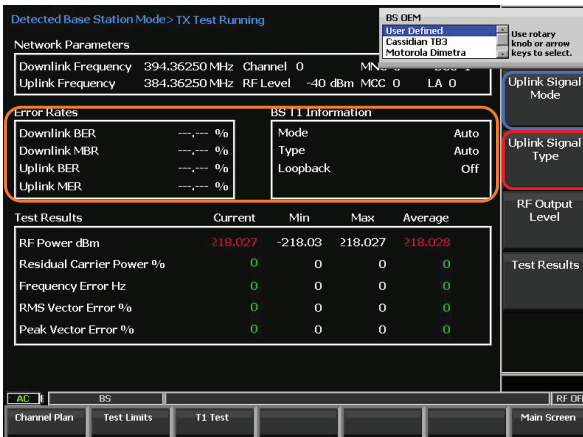 Detected Base Station Mode> TX Test Running
BS OEM
User Defined
Cassidian TB3
Motorola Dimetra
Use rotary
knob or arrow
keys to select.
Network Parameters
Downlink Frequency 394.36250 MHz Channel 0
Uplink Frequency 384.36250 MHz RF Level -40 dBm MCC 0 LA 0
Error Rates
Downlink BER ---.--- %
Downlink MBR ---.--- %
Uplink BER ---.--- %
Uplink MER ---.--- %
BS T1 Information
Mode Auto
Type Auto
Loopback Off
Test Results Current Min Max Average
RF Power dBm 218.027 -218.03 218.027 218.028
Residual Carrier Power % 0 0 0 0
Frequency Error Hz 0 0 0 0
RMS Vector Error % 0 0 0 0
Peak Vector Error % 0 0 0 0
Uplink Signal
Mode
Uplink Signal
Type
RF Output
Level
Test Results
AC BS RF OFF
Channel Plan Test Limits T1 Test Main Screen